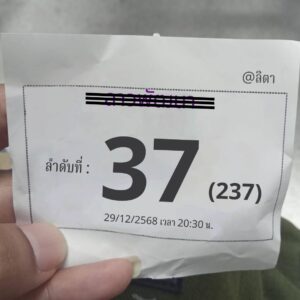 @ลิตา
ลำดับที่ : 37 (237)
29/12/2568 เวลา 20:30 น.